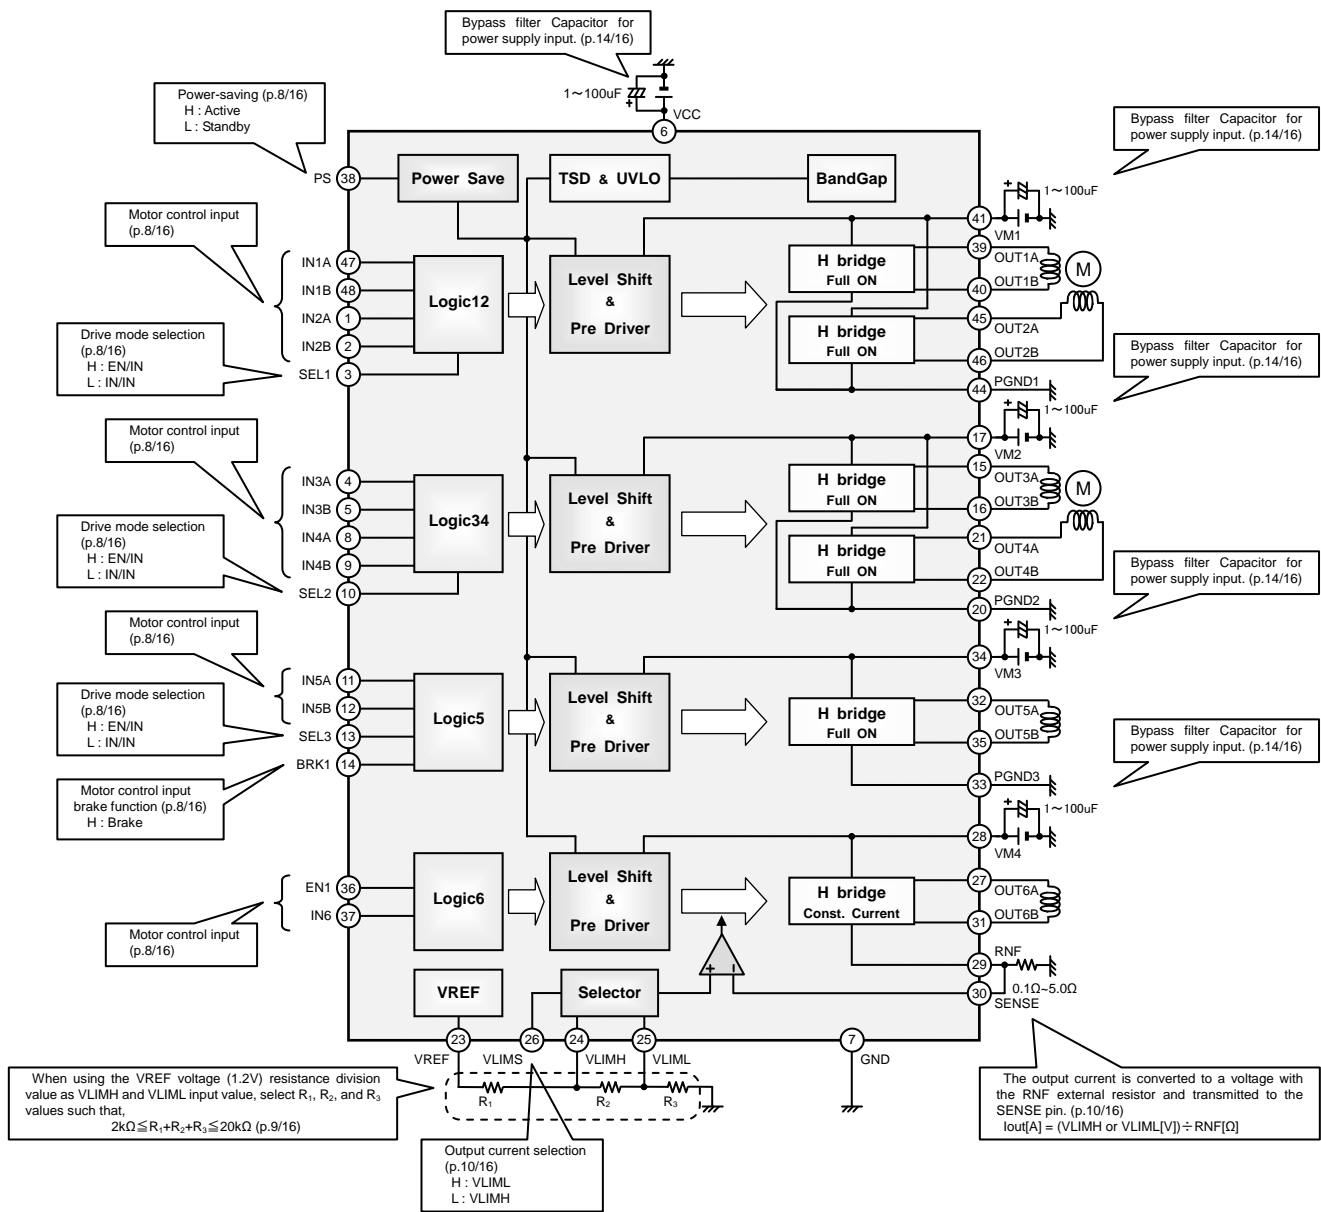 Bypass filter Capacitor for
power supply input. (p.14/16)
1～100uF
+
VCC
6
Power-saving (p.8/16)
H : Active
L : Standby
PS
38
Power Save
TSD & UVLO
BandGap
Bypass filter Capacitor for
power supply input. (p.14/16)
+
1～100uF
41
VM1
Motor control input
(p.8/16)
IN1A
47
IN1B
48
IN2A
1
IN2B
2
Logic12
Level Shift
&
Pre Driver
H bridge
Full ON
H bridge
Full ON
39
OUT1A
40
OUT1B
M
45
OUT2A
46
OUT2B
44
PGND1
Drive mode selection
(p.8/16)
H : EN/IN
L : IN/IN
SEL1
3
Bypass filter Capacitor for
power supply input. (p.14/16)
+
1～100uF
17
VM2
Motor control input
(p.8/16)
IN3A
4
IN3B
5
IN4A
8
IN4B
9
Logic34
Level Shift
&
Pre Driver
H bridge
Full ON
H bridge
Full ON
15
OUT3A
16
OUT3B
M
21
OUT4A
22
OUT4B
20
PGND2
Drive mode selection
(p.8/16)
H : EN/IN
L : IN/IN
SEL2
10
Bypass filter Capacitor for
power supply input. (p.14/16)
+
1～100uF
34
VM3
Motor control input
(p.8/16)
IN5A
11
IN5B
12
Drive mode selection
(p.8/16)
H : EN/IN
L : IN/IN
SEL3
13
BRK1
14
Logic5
Level Shift
&
Pre Driver
H bridge
Full ON
32
OUT5A
35
OUT5B
33
PGND3
Motor control input
brake function (p.8/16)
H : Brake
Bypass filter Capacitor for
power supply input. (p.14/16)
+
1～100uF
28
VM4
EN1
36
IN6
37
Motor control input
(p.8/16)
Logic6
Level Shift
&
Pre Driver
H bridge
Const. Current
27
OUT6A
31
OUT6B
+
－
29
RNF
30
SENSE
0.1Ω~5.0Ω
VREF
Selector
23
26
24
25
7
VREF
VLIMS
VLIMH
VLIML
GND
R1
R2
R3
When using the VREF voltage (1.2V) resistance division
value as VLIMH and VLIML input value, select R1, R2, and R3
values such that,
2kΩ≦R1+R2+R3≦20kΩ (p.9/16)
Output current selection
(p.10/16)
H : VLIML
L : VLIMH
The output current is converted to a voltage with
the RNF external resistor and transmitted to the
SENSE pin. (p.10/16)
Iout[A] = (VLIMH or VLIML[V])÷RNF[Ω]